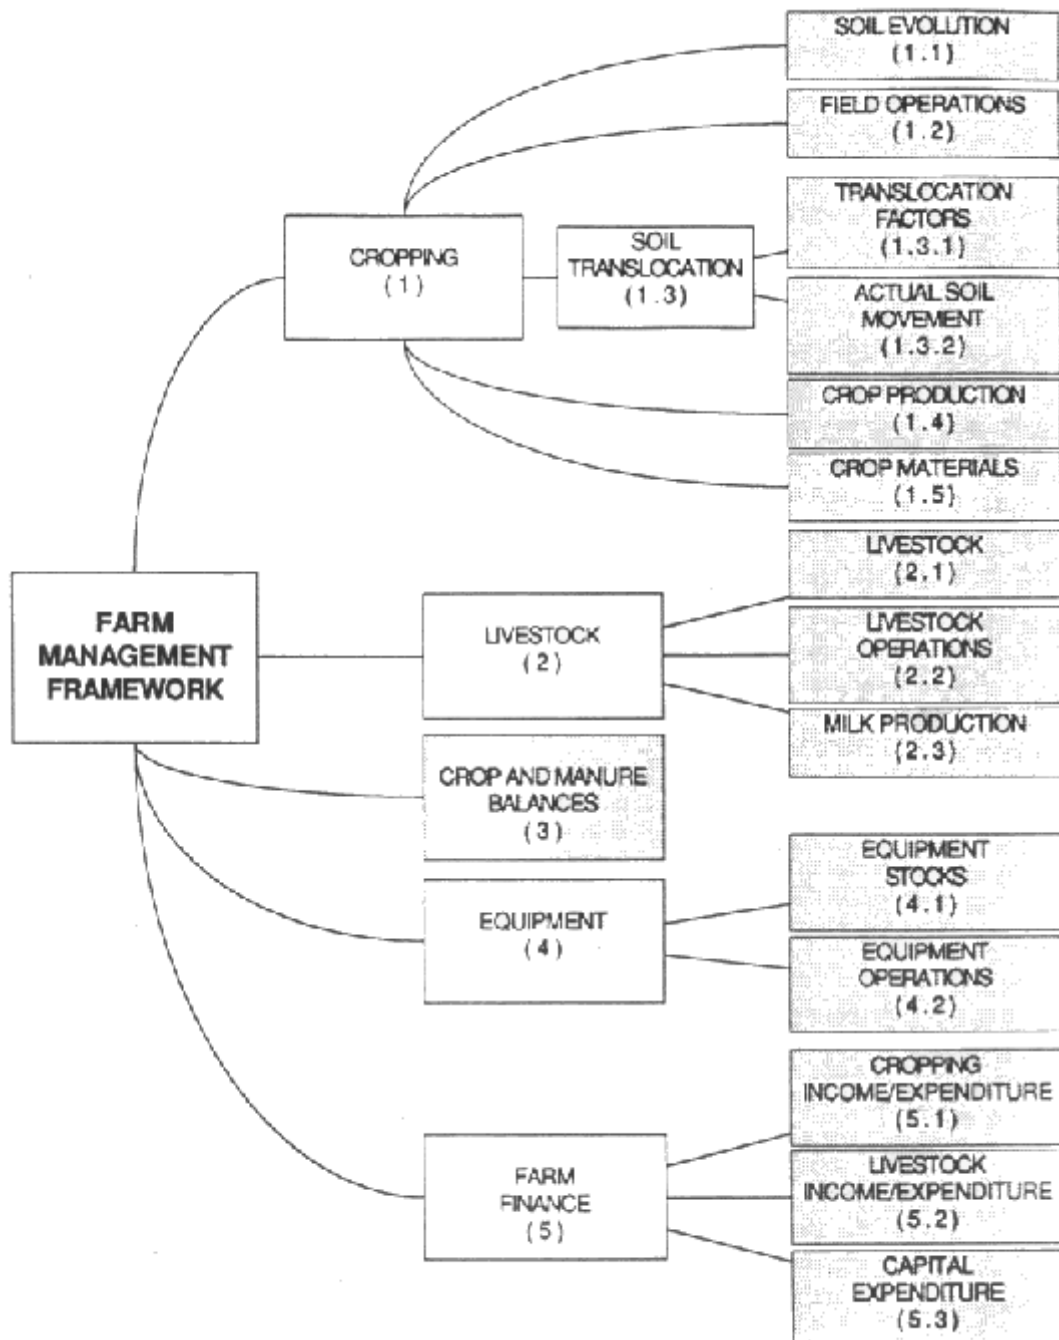 SOIL EVOLUTION
(1.1)
FIELD OPERATIONS
(1.2)
TRANSLOCATION
FACTORS
(1.3.1)
CROPPING
(1)
SOIL
TRANSLOCATION
(1.3)
ACTUAL SOIL
MOVEMENT
(1.3.2)
CROP PRODUCTION
(1.4)
CROP MATERIALS
(1.5)
LIVESTOCK
(2.1)
FARM
MANAGEMENT
FRAMEWORK
LIVESTOCK
(2)
LIVESTOCK
OPERATIONS
(2.2)
MILK PRODUCTION
(2.3)
CROP AND MANURE
BALANCES
(3)
EQUIPMENT
STOCKS
(4.1)
EQUIPMENT
(4)
EQUIPMENT
OPERATIONS
(4.2)
CROPPING
INCOME/EXPENDITURE
(5.1)
FARM
FINANCE
(5)
LIVESTOCK
INCOME/EXPENDITURE
(5.2)
CAPITAL
EXPENDITURE
(5.3)